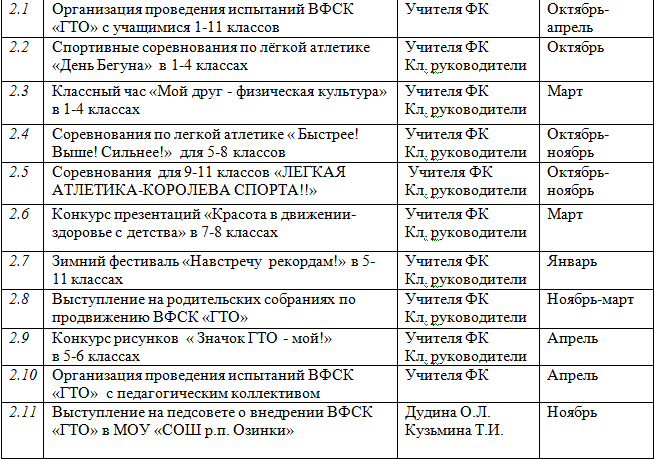 2.1 Организация проведения испытаний ВФСК Учителя ФК Октябрь-
«ГТО» с учащимися 1-11 классов апрель
2.2 Спортивные соревнования по лёгкой атлетике Учителя ФК Октябрь
«День Бегуна» в 1-4 классах Кл. руководители
2.3 Классный час «Мой друг - физическая культура» Учителя ФК Март
в 1-4 классах Кл. руководители
2.4 Соревнования по легкой атлетике « Быстрее! Учителя ФК Октябрь-
Выше! Сильнее!» для 5-8 классов Кл. руководители ноябрь
2.5 Соревнования для 9-11 классов «ЛЕГКАЯ Учителя ФК Октябрь-
АТЛЕТИКА-КОРОЛЕВА СПОРТА!!» Кл. руководители ноябрь
2.6 Конкурс презентаций «Красота в движении- Учителя ФК Март
здоровье с детства» в 7-8 классах Кл. руководители
2.7 Зимний фестиваль «Навстречу рекордам!» в 5- Учителя ФК Январь
11 классах Кл. руководители
2.8 Выступление на родительских собраниях по Учителя ФК Ноябрь-март
продвижению ВФСК «ГТО» Кл. руководители
2.9 Конкурс рисунков « Значок ГТО - мой!» Учителя ФК Апрель
в 5-6 классах Кл. руководители
2.10 Организация проведения испытаний ВФСК Учителя ФК Апрель
«ГТО» с педагогическим коллективом
2.11 Выступление на педсовете о внедрении ВФСК Дудина О.Л. Ноябрь
«ГТО» в МОУ «СОШ р.п. Озинки» Кузьмина Т.И.